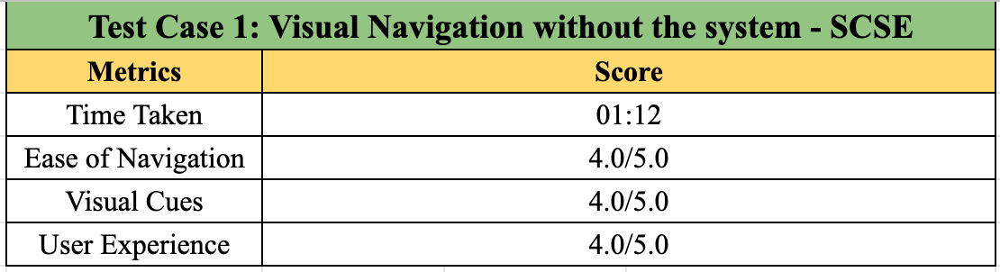 Test Case 1: Visual Navigation without the system - SCSE
Metrics Score
Time Taken 01:12
Ease of Navigation 4.0/5.0
Visual Cues 4.0/5.0
User Experience 4.0/5.0